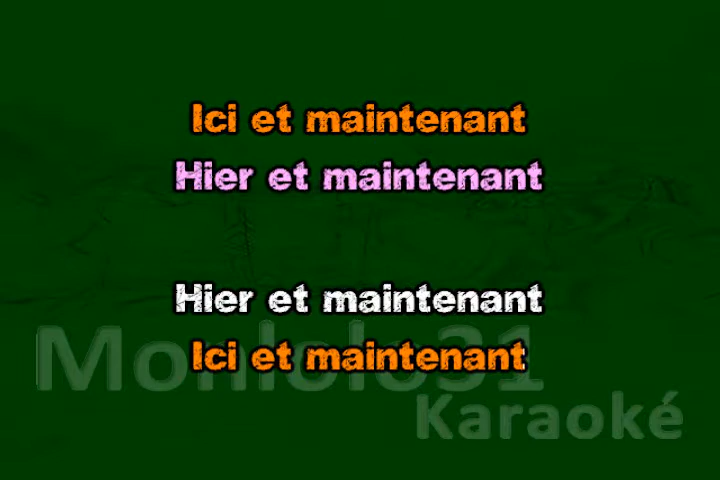 Ici et maintenant
Hier et maintenant
Hier et maintenant
Ici et maintenant
Monlolo31
Karaoké